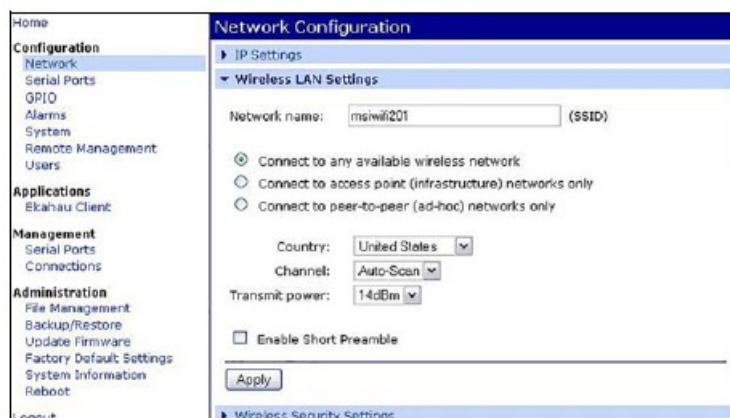 Home
Configuration
Network
Serial Ports
GPIO
Alarms
System
Remote Management
Users
Applications
Ekahau Client
Management
Serial Ports
Connections
Administration
File Management
Backup/Restore
Update Firmware
Factory Default Settings
System Information
Reboot
Logout
Network Configuration
IP Settings
Wireless LAN Settings
Network name: msiwifi201 (SSID)
Connect to any available wireless network
Connect to access point (infrastructure) networks only
Connect to peer-to-peer (ad-hoc) networks only
Country: United States
Channel: Auto-Scan
Transmit power: 14dBm
Enable Short Preamble
Apply
Wireless Security Settings